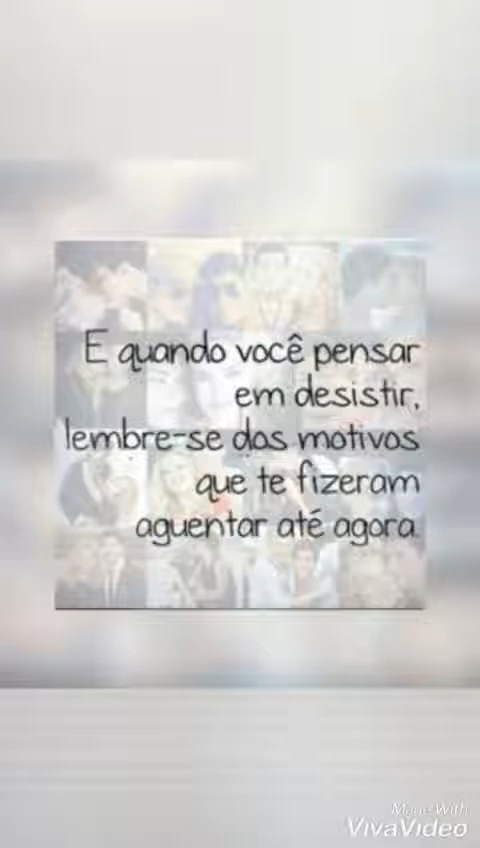 E quando você pensar
em desistir,
lembre-se dos motivos
que te fizeram
aguentar até agora.
Made With
VivaVideo